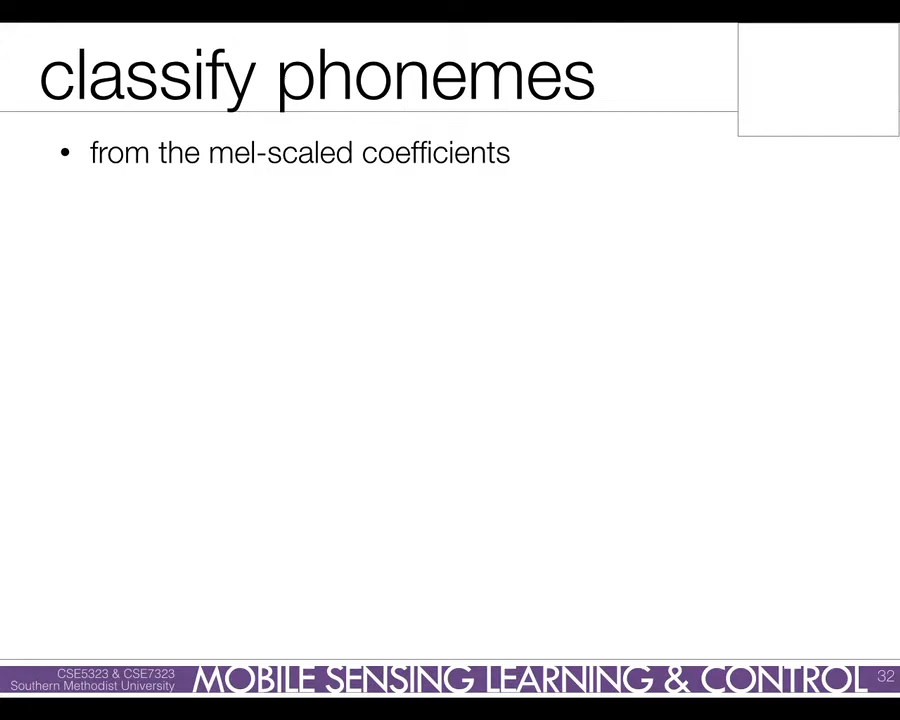 classify phonemes
• from the mel-scaled coefficients
CSE5323 & CSE7323
Southern Methodist University
MOBILE SENSING LEARNING & CONTROL
32